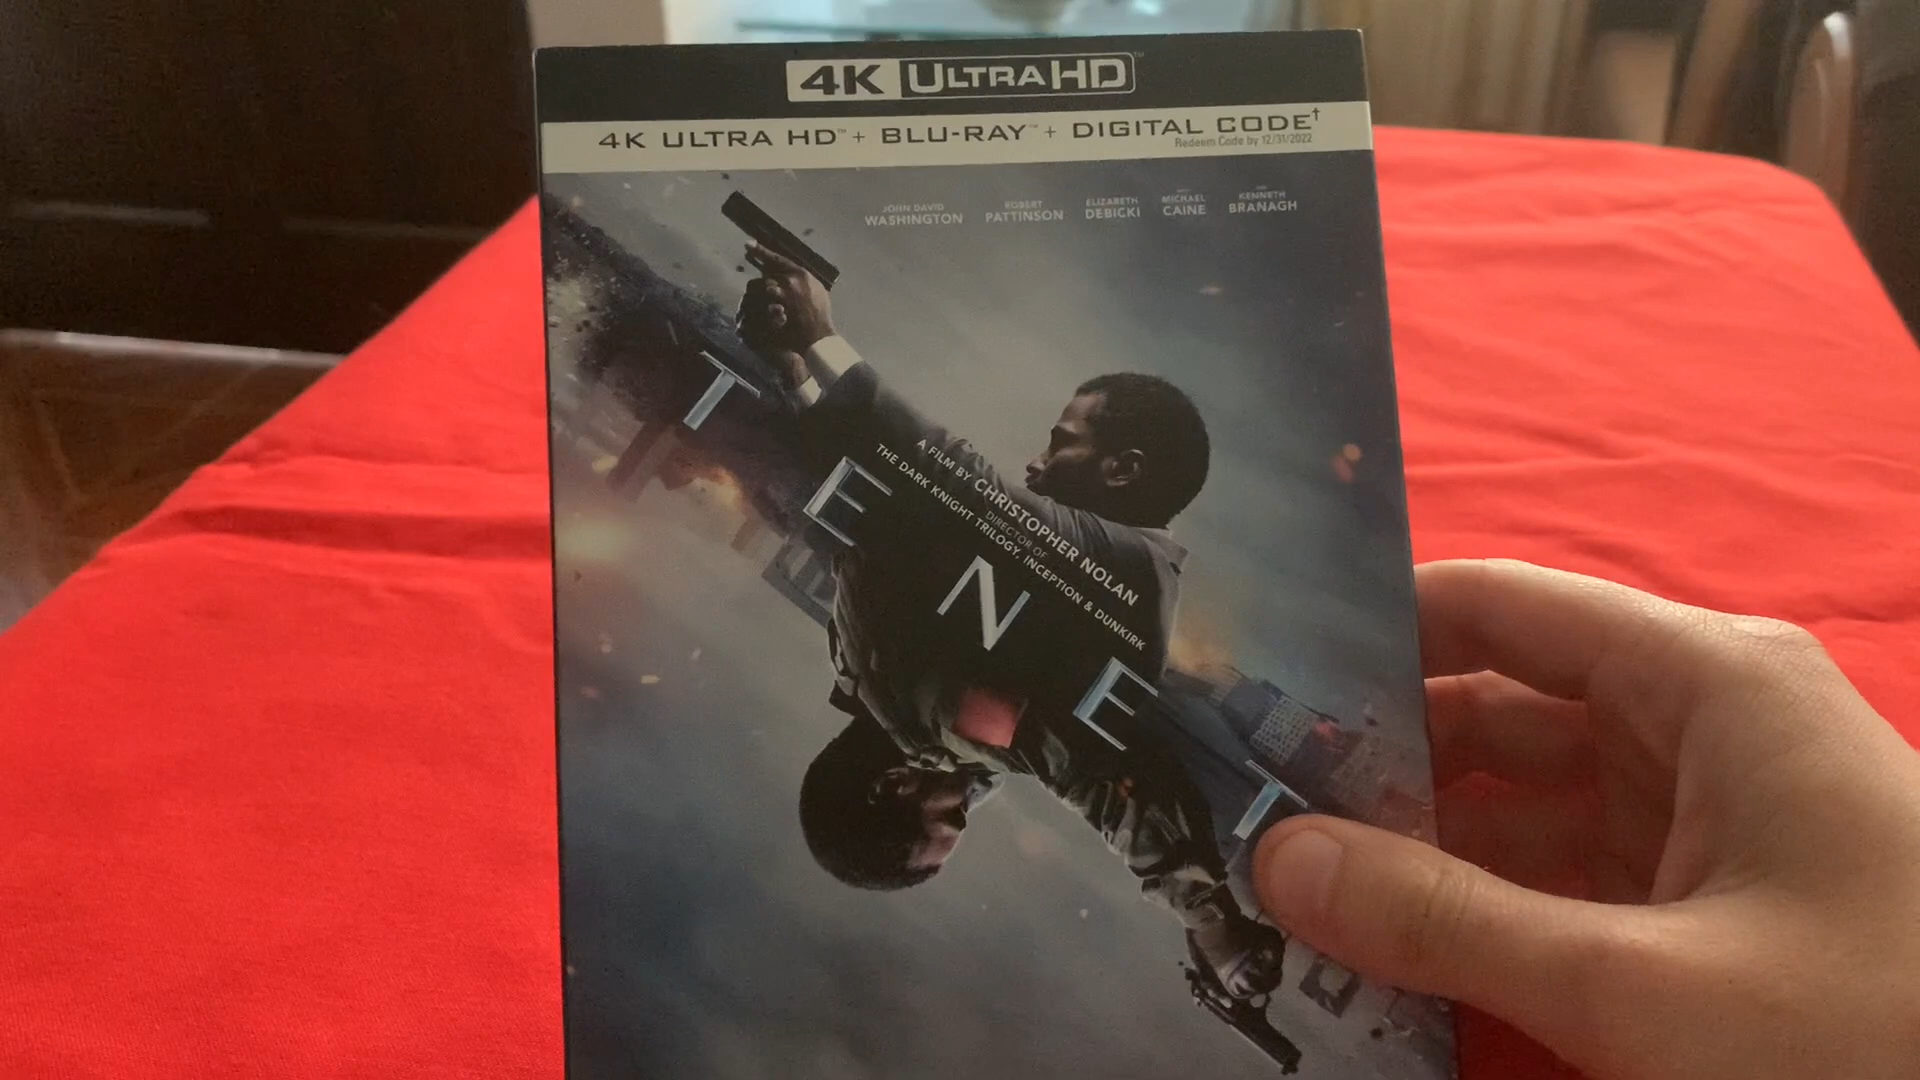 4K ULTRA HD™
4K ULTRA HD™ + BLU-RAY™ + DIGITAL CODE†
Redeem Code by 12/31/2022
JOHN DAVID WASHINGTON
ROBERT PATTINSON
ELIZABETH DEBICKI
MICHAEL CAINE
KENNETH BRANAGH
A FILM BY CHRISTOPHER NOLAN
DIRECTOR OF
THE DARK KNIGHT TRILOGY, INCEPTION & DUNKIRK
TENET